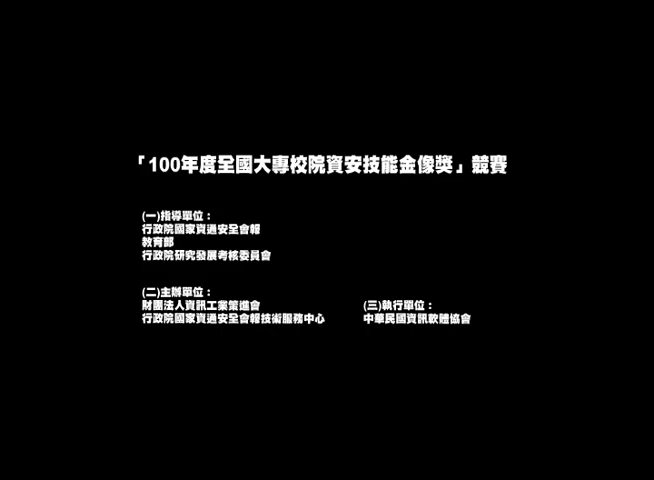 「100年度全國大專校院資安技能金像獎」競賽
(一)指導單位：
行政院國家資通安全會報
教育部
行政院研究發展考核委員會
(二)主辦單位：
財團法人資訊工業策進會
行政院國家資通安全會報技術服務中心
(三)執行單位：
中華民國資訊軟體協會